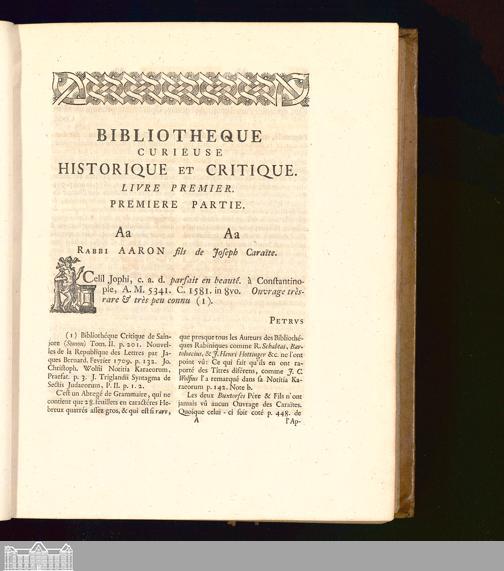 BIBLIOTHEQUE
CURIEUSE
HISTORIQUE ET CRITIQUE.
LIVRE PREMIER.
PREMIERE PARTIE.
Aa Aa
RABBI AARON fils de Joseph Caraïte.
KCelil Jophi, c. a. d. parfait en beauté. à Constantino-
ple, A. M. 5341. C. 1581. in 8vo. Ouvrage très-
rare & très peu connu (1).
PETRVS
(1) Bibliothéque Critique de Sain-
jore (Simon) Tom. II. p. 201. Nouvel-
les de la Republique des Lettres par Ja-
ques Bernard. Fevrier 1709. p. 132. Jo.
Christoph. Wolfii Notitia Karaeorum,
Praefat. p. 3. J. Triglandii Syntagma de
Sectis Judaeorum, P. II. p. 1. 2.
C'est un Abregé de Grammaire, qui ne
contient que 28. feuillets en caractéres He-
breux quarrés assez gros, & qui est si rare,
que presque tous les Auteurs des Bibliothé-
ques Rabiniques comme R. Schabtai, Bar-
tolocius, & J. Henri Hottinger &c. ne l'ont
point vû: Ce qui fait qu'ils en ont ra-
porté des Titres diférens, comme J. C.
Wolfius l'a remarqué dans sa Notitia Ka-
raeorum p. 142. Note b.
Les deux Buxtorfes Père & Fils n'ont
jamais vû aucun Ouvrage des Caraïtes.
Quoique celui-ci soit coté p. 448. de
A l'Ap-